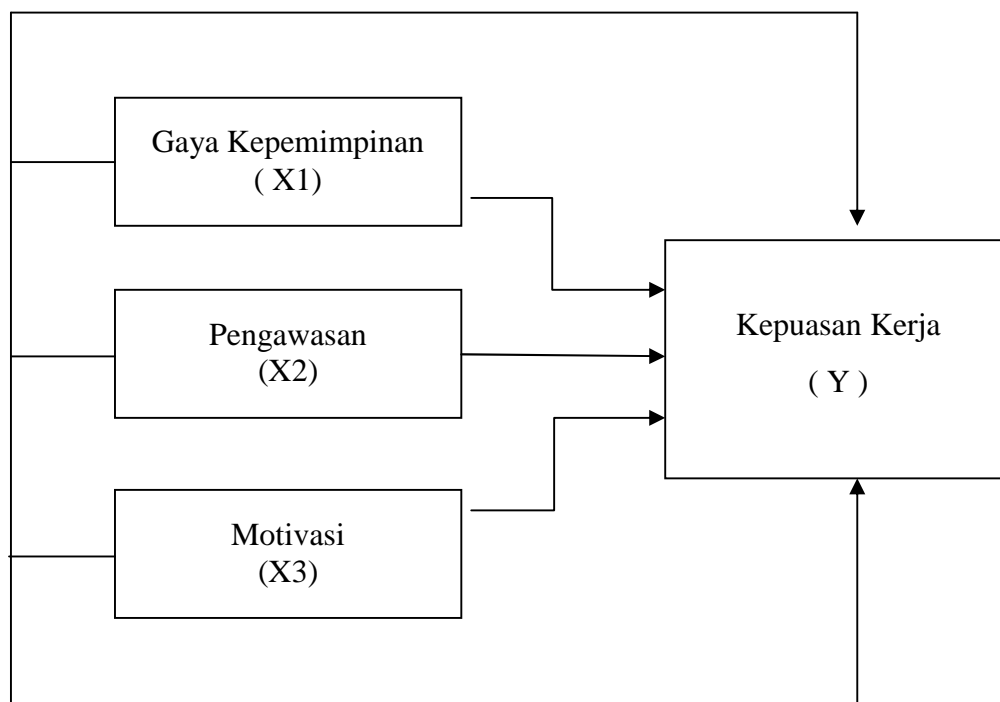 Gaya Kepemimpinan
( X1)
Pengawasan
(X2)
Motivasi
(X3)
Kepuasan Kerja
( Y )